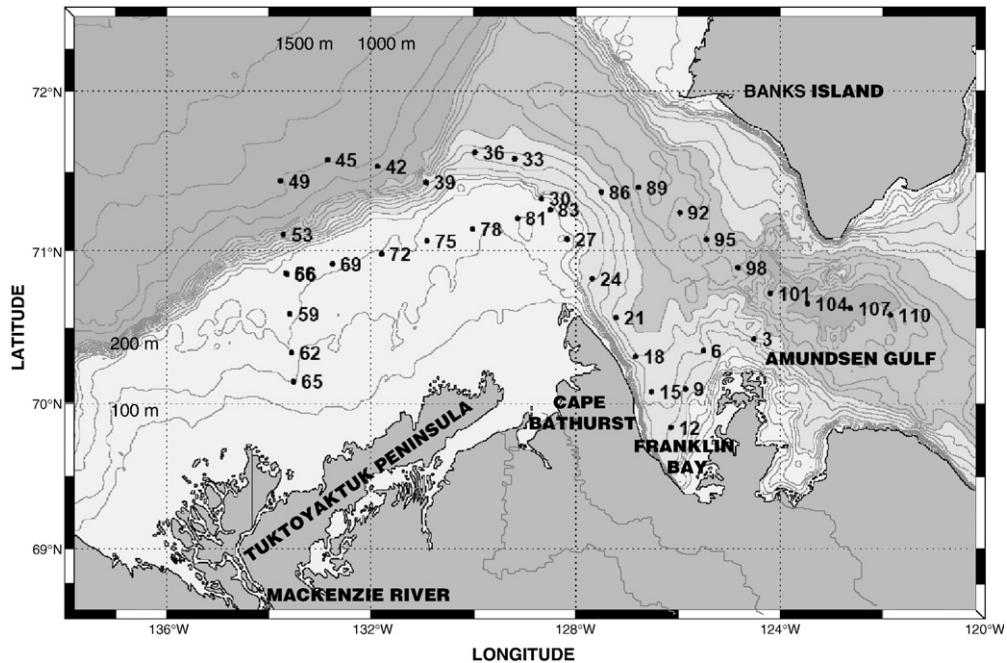 1500 m 1000 m
72°N
BANKS ISLAND
45 42 36 33
49 39 30 86 89
83 92
53 81
71°N
78 27 95
75
66 69 72 24 98
101 104 107 110
59 21
3
200 m
62 18 6 AMUNDSEN GULF
65
70°N
100 m
15 9
CAPE
BATHURST
12
FRANKLIN
BAY
TUKTOYAKTUK PENINSULA
69°N
MACKENZIE RIVER
136°W 132°W 128°W 124°W 120°W
LONGITUDE
LATITUDE